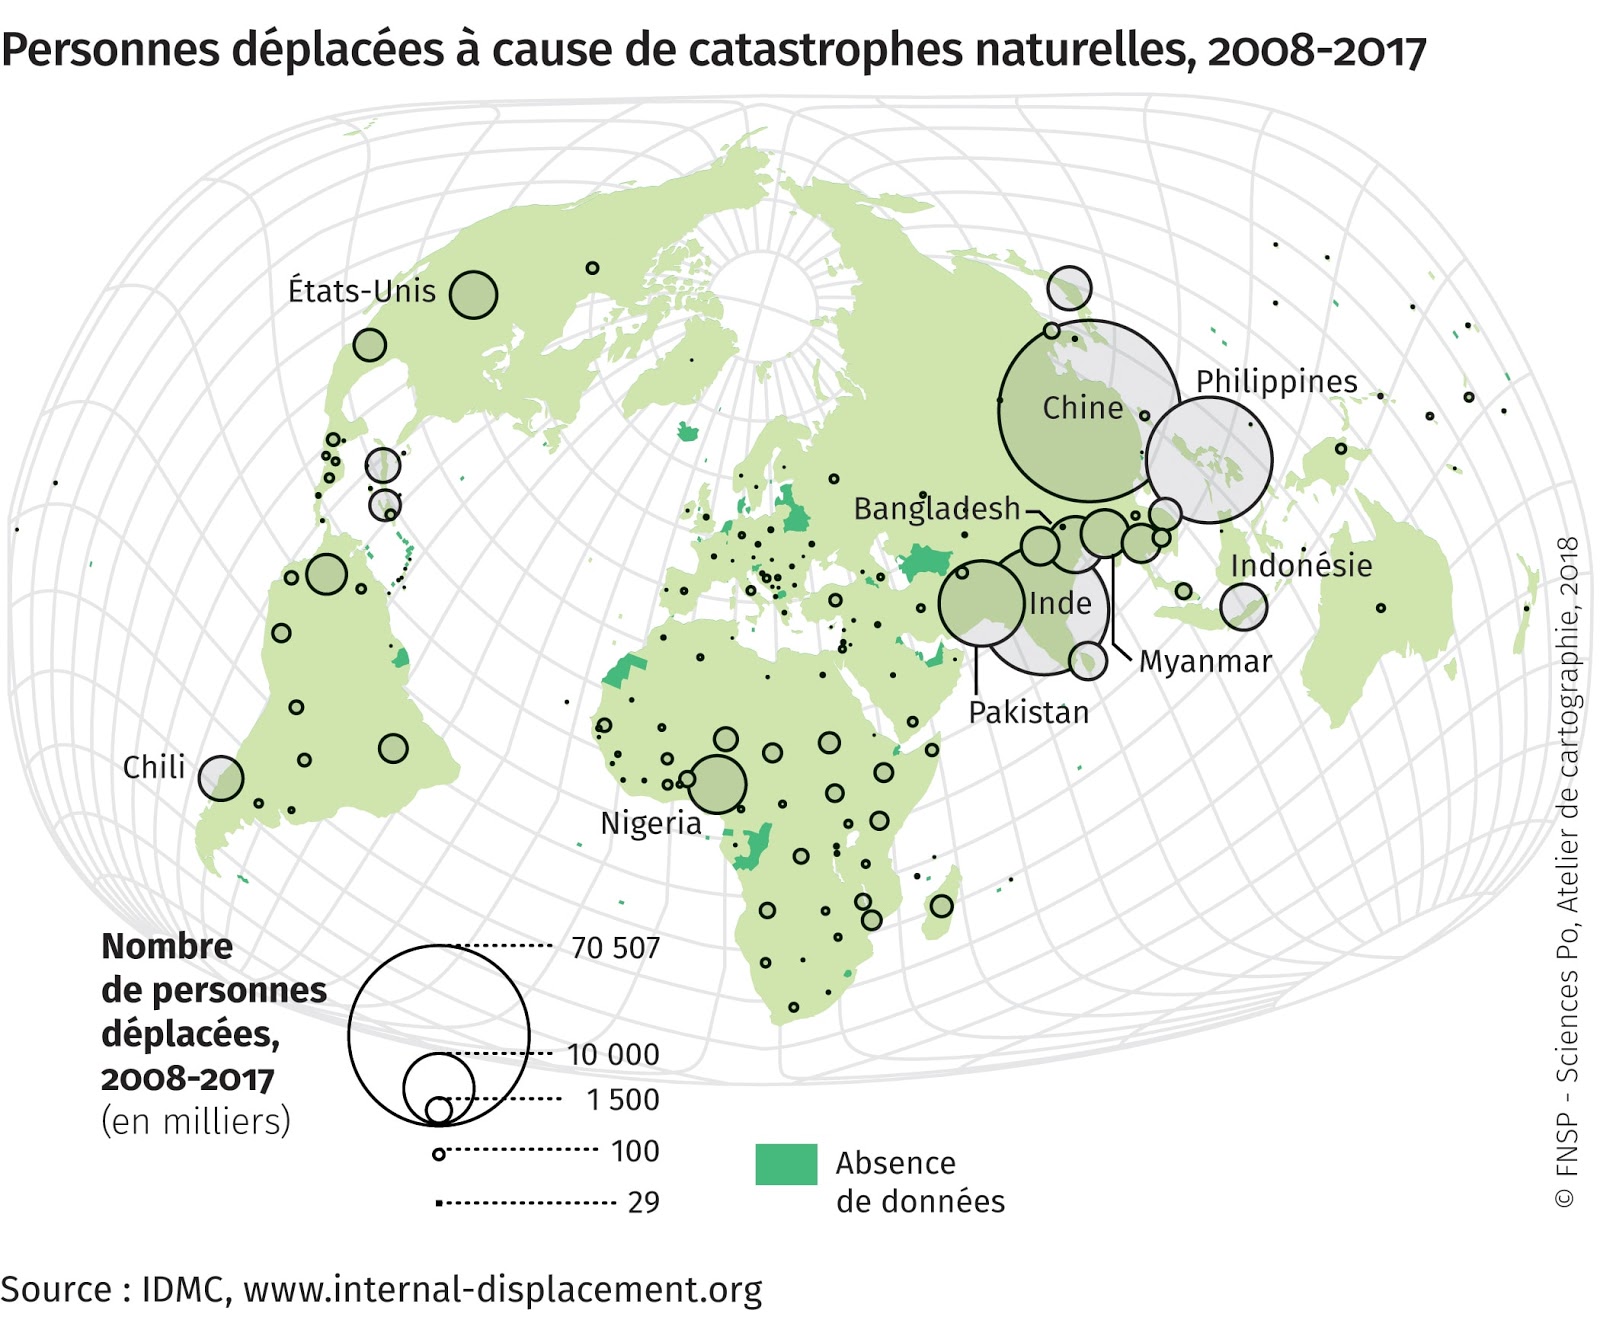 Personnes déplacées à cause de catastrophes naturelles, 2008-2017
États-Unis
Philippines
Chine
Bangladesh
Indonésie
Inde
Myanmar
Pakistan
Chili
Nigeria
Nombre
de personnes
déplacées,
2008-2017
(en milliers)
70 507
10 000
1 500
100
29
Absence
de données
© FNSP - Sciences Po, Atelier de cartographie, 2018
Source : IDMC, www.internal-displacement.org